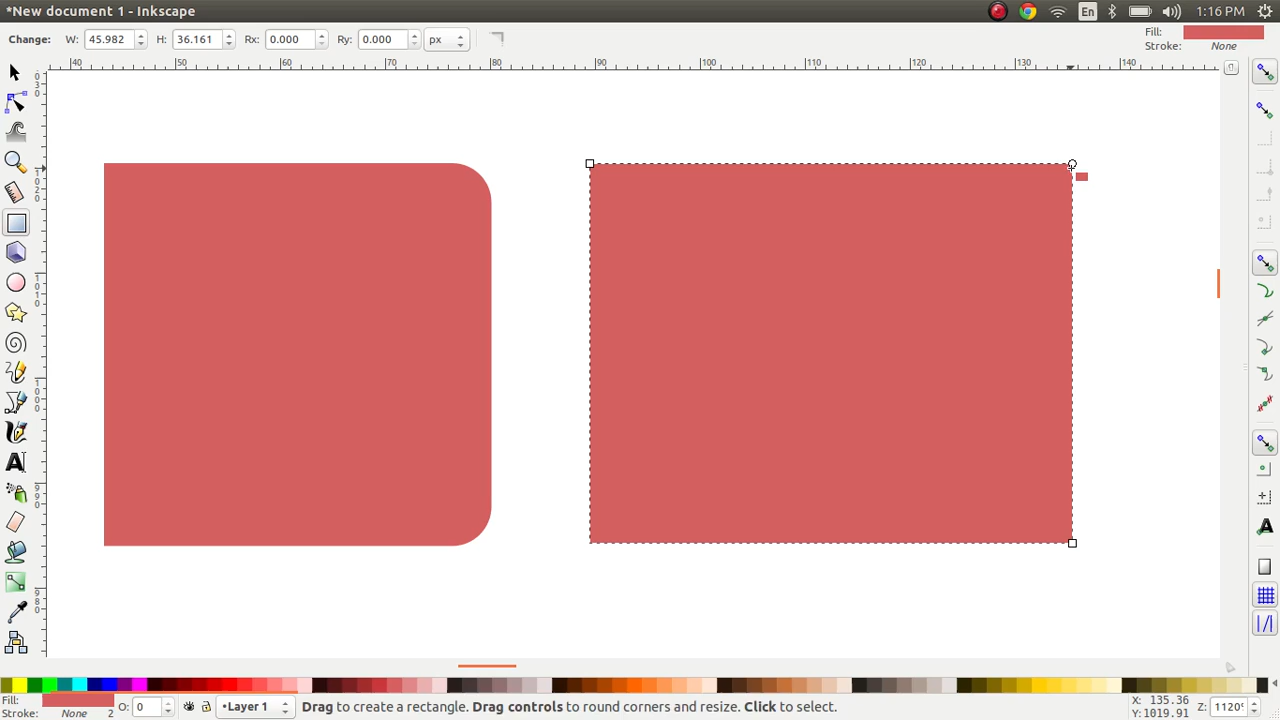 *New document 1 - Inkscape
En
1:16 PM
Change: W: 45.982 H: 36.161 Rx: 0.000 Ry: 0.000 px
Fill:
Stroke: None
40 50 60 70 80 90 100 110 120 130 140
Fill:
Stroke: None 2
O: 0
•Layer 1
Drag to create a rectangle. Drag controls to round corners and resize. Click to select.
X: 135.36
Y: 1019.91
Z: 1120%